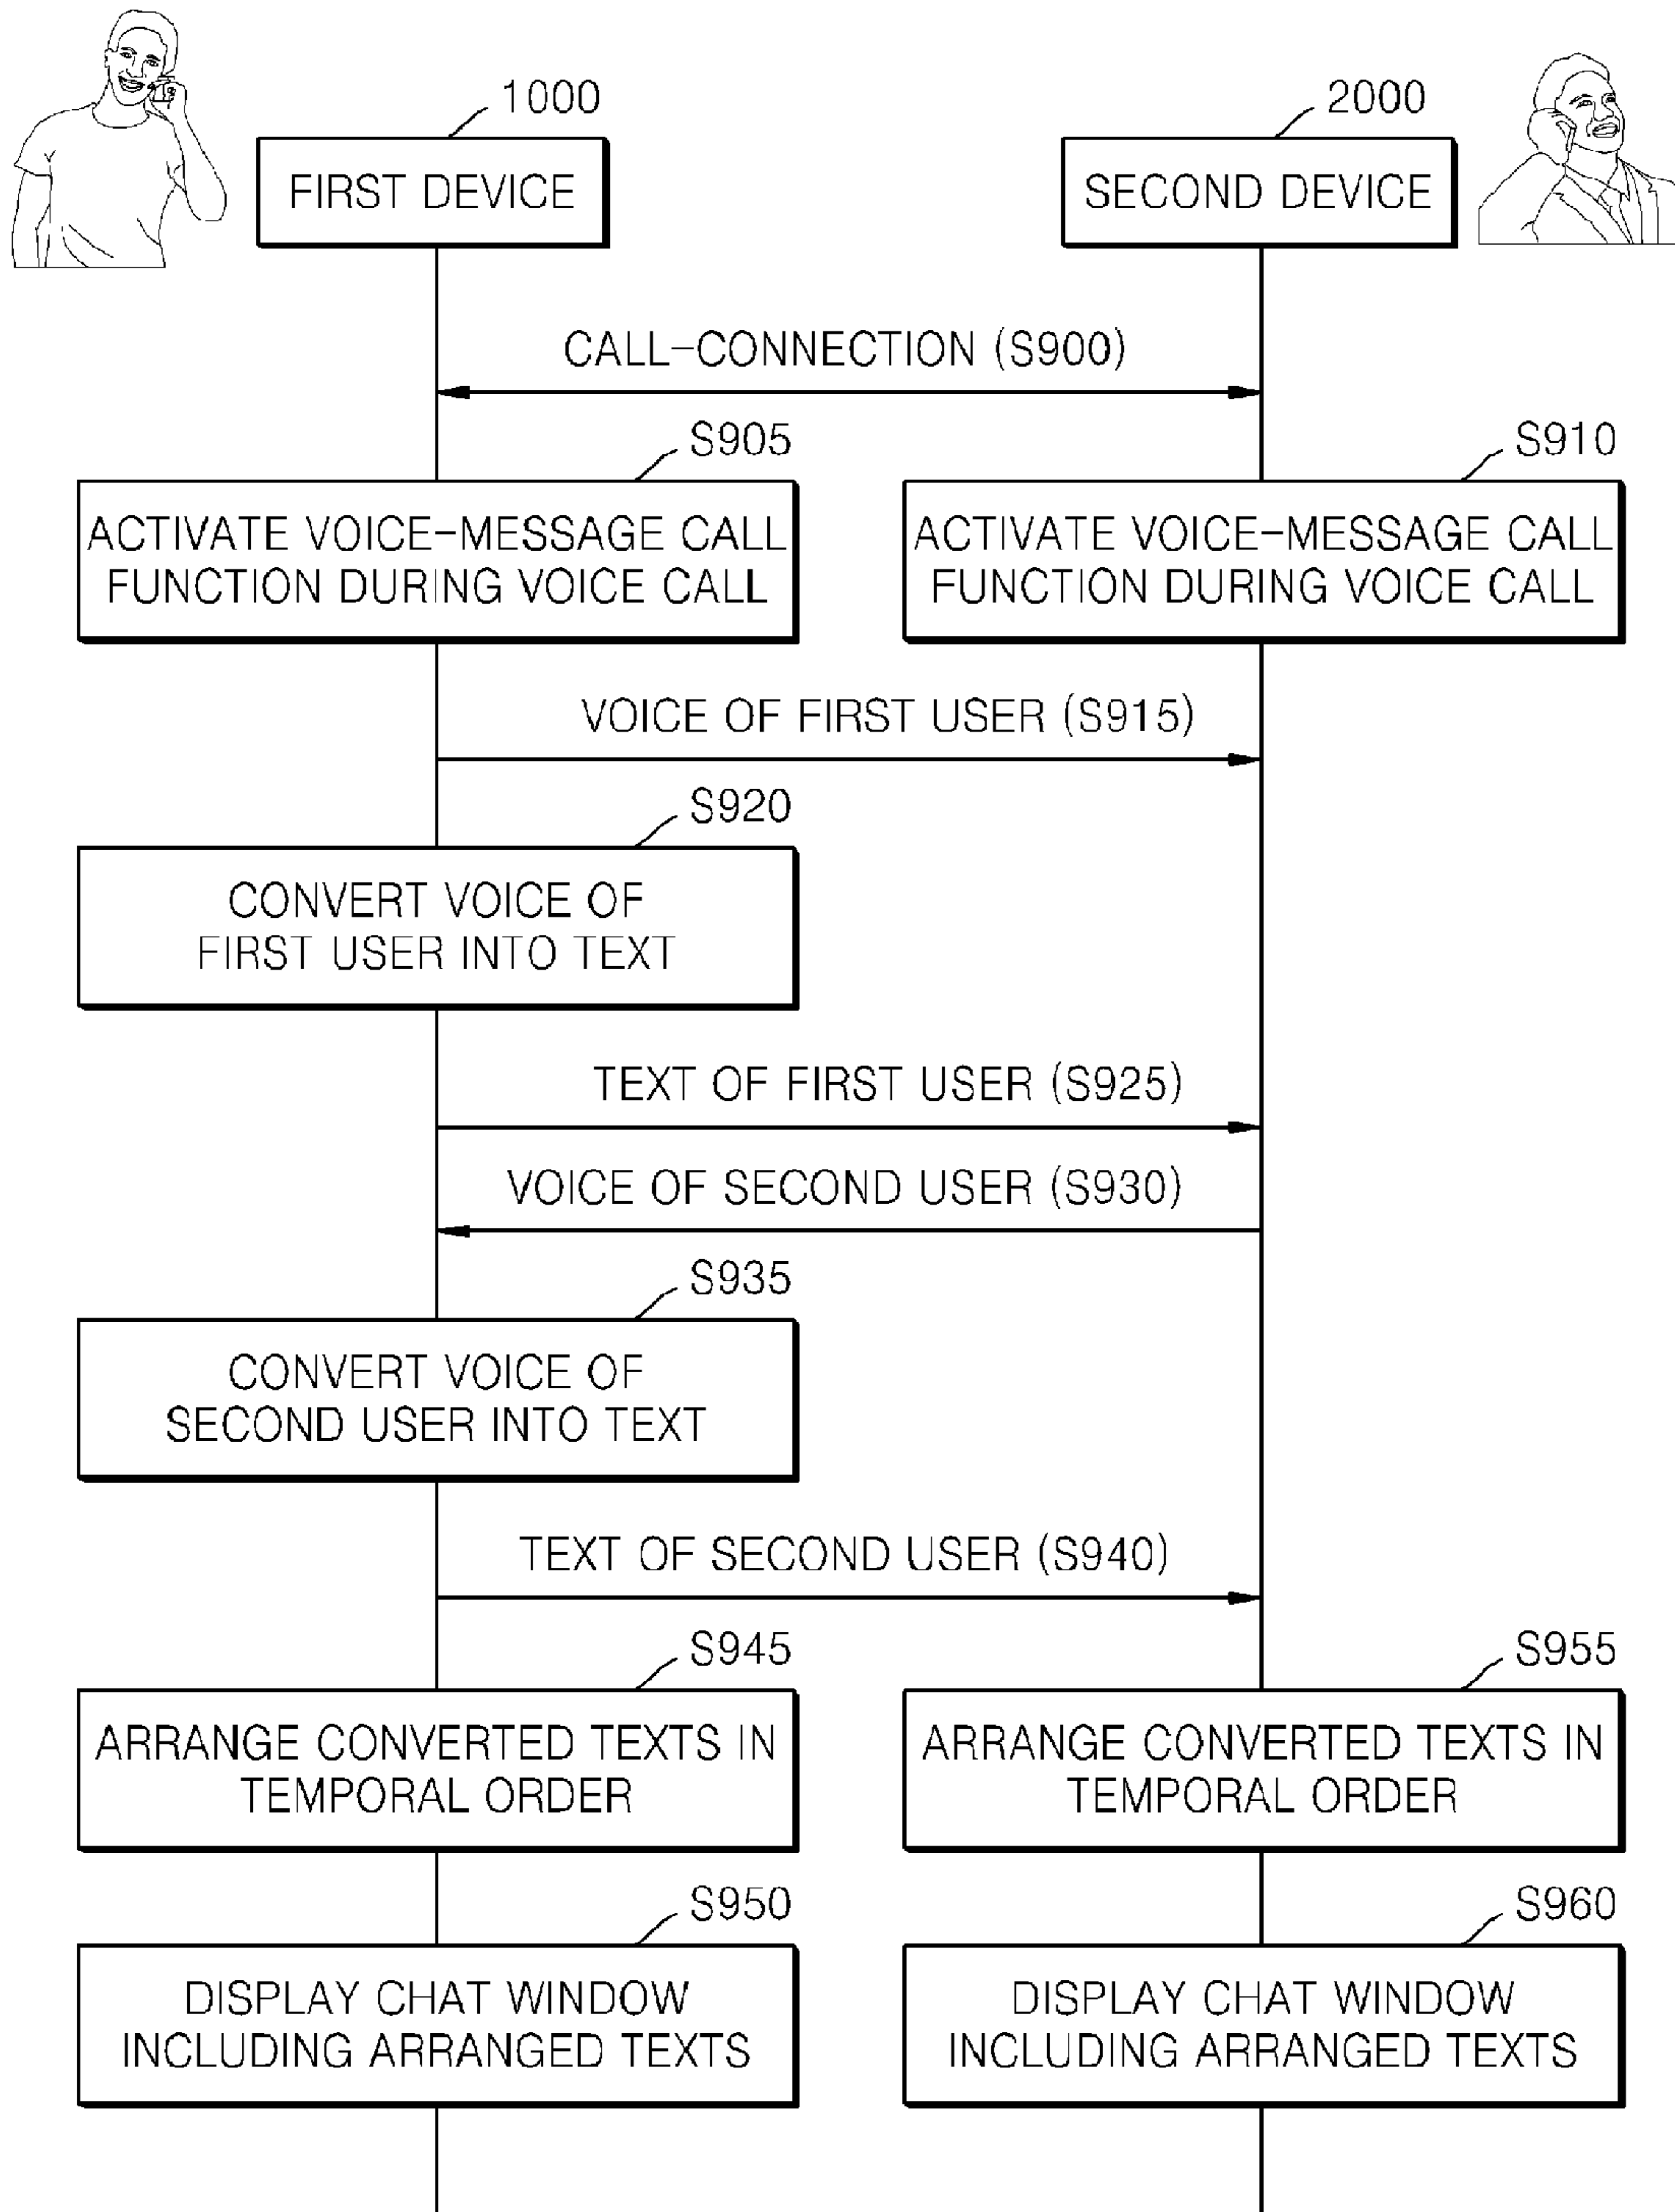 1000
2000
FIRST DEVICE
SECOND DEVICE
CALL-CONNECTION (S900)
S905
S910
ACTIVATE VOICE-MESSAGE CALL
FUNCTION DURING VOICE CALL
ACTIVATE VOICE-MESSAGE CALL
FUNCTION DURING VOICE CALL
VOICE OF FIRST USER (S915)
S920
CONVERT VOICE OF
FIRST USER INTO TEXT
TEXT OF FIRST USER (S925)
VOICE OF SECOND USER (S930)
S935
CONVERT VOICE OF
SECOND USER INTO TEXT
TEXT OF SECOND USER (S940)
S945
S955
ARRANGE CONVERTED TEXTS IN
TEMPORAL ORDER
ARRANGE CONVERTED TEXTS IN
TEMPORAL ORDER
S950
S960
DISPLAY CHAT WINDOW
INCLUDING ARRANGED TEXTS
DISPLAY CHAT WINDOW
INCLUDING ARRANGED TEXTS